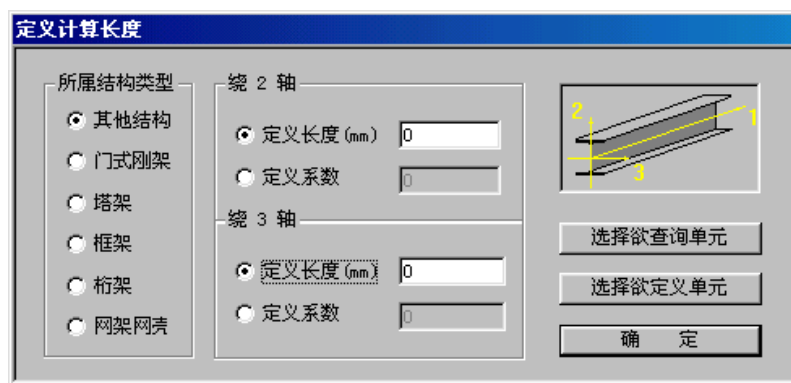 定义计算长度
所属结构类型
其他结构
门式刚架
塔架
框架
桁架
网架网壳
绕 2 轴
定义长度(mm) 0
定义系数 0
绕 3 轴
定义长度(mm) 0
定义系数 0
2
1
3
选择欲查询单元
选择欲定义单元
确 定